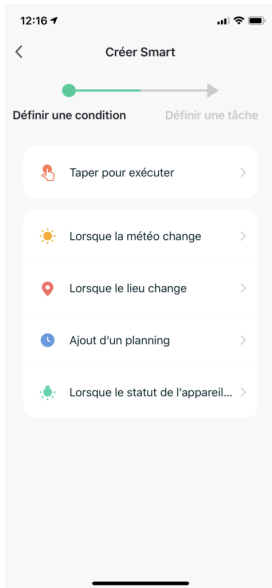 12:16
Créer Smart
Définir une condition
Définir une tâche
Taper pour exécuter
Lorsque la météo change
Lorsque le lieu change
Ajout d'un planning
Lorsque le statut de l'appareil...